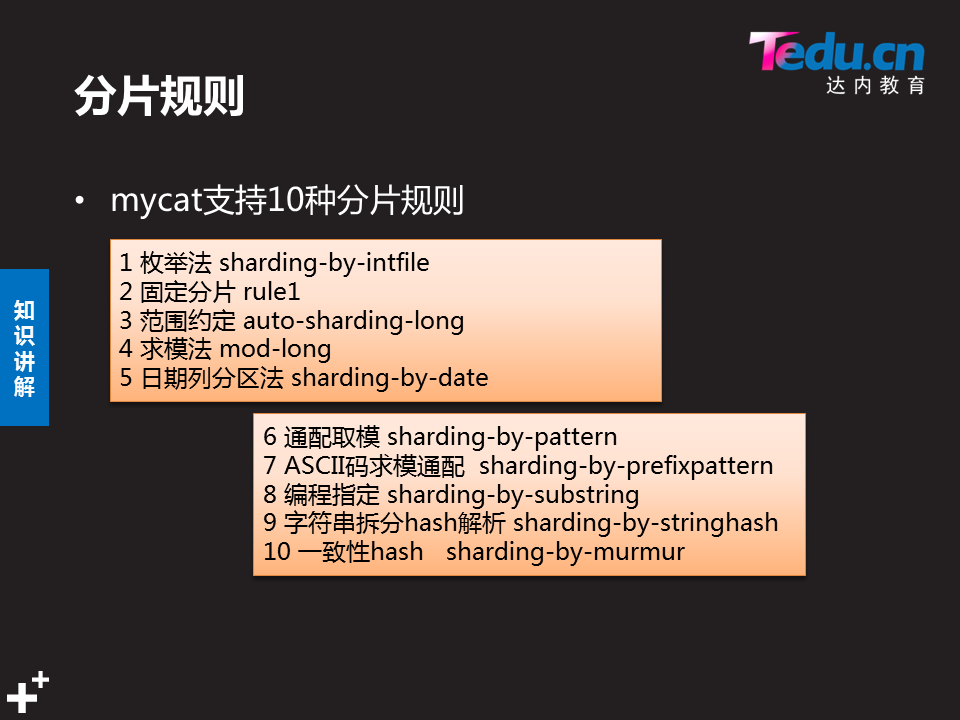 Tedu.cn
达内教育
分片规则
• mycat支持10种分片规则
1 枚举法 sharding-by-intfile
2 固定分片 rule1
3 范围约定 auto-sharding-long
4 求模法 mod-long
5 日期列分区法 sharding-by-date
知识讲解
6 通配取模 sharding-by-pattern
7 ASCII码求模通配 sharding-by-prefixpattern
8 编程指定 sharding-by-substring
9 字符串拆分hash解析 sharding-by-stringhash
10 一致性hash sharding-by-murmur